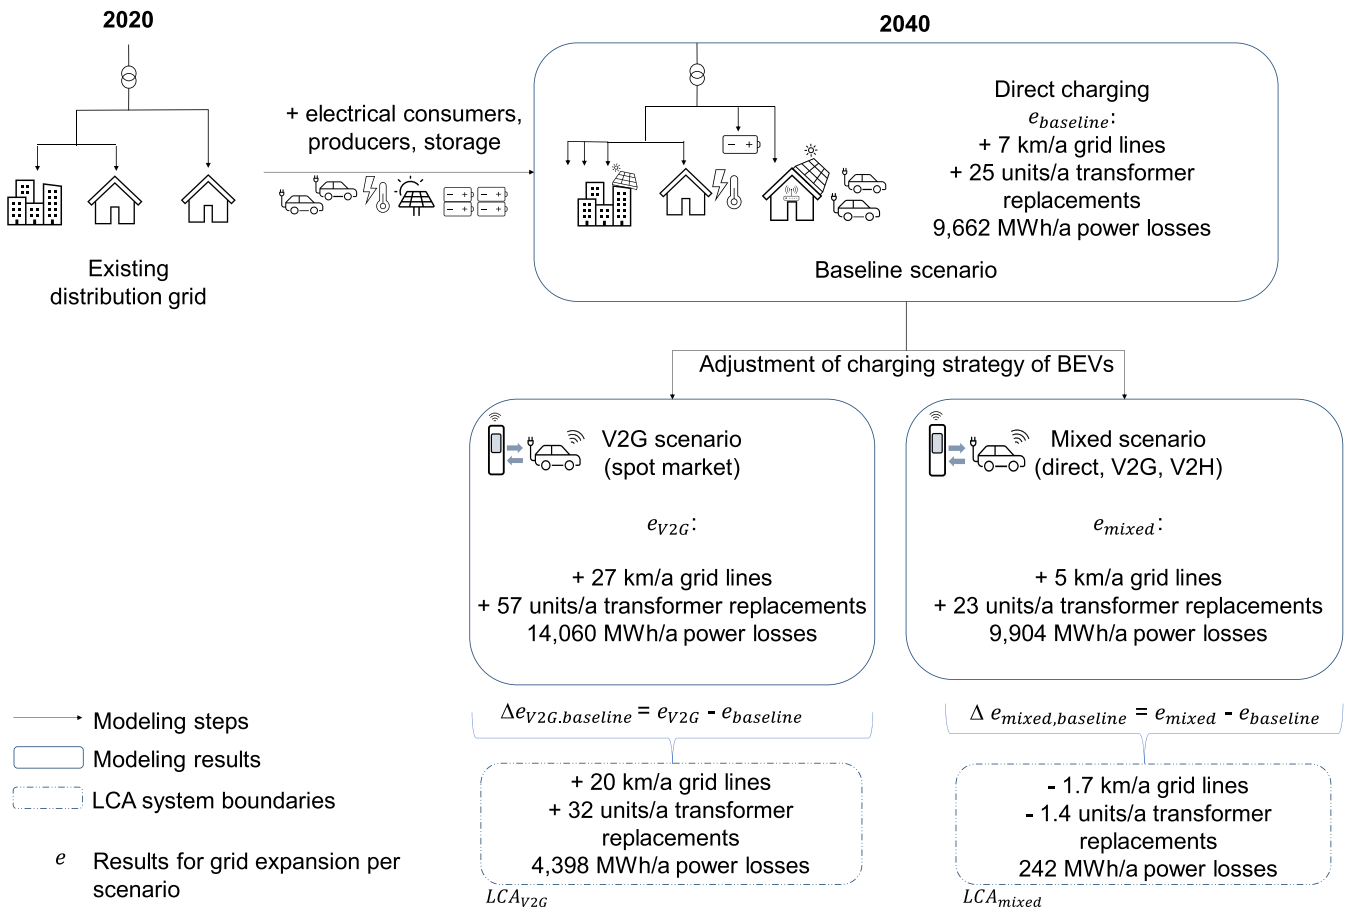 2020
2040
+ electrical consumers,
producers, storage
Existing
distribution grid
Direct charging
e_baseline:
+ 7 km/a grid lines
+ 25 units/a transformer
replacements
9,662 MWh/a power losses
Baseline scenario
Adjustment of charging strategy of BEVs
V2G scenario
(spot market)
e_V2G:
+ 27 km/a grid lines
+ 57 units/a transformer replacements
14,060 MWh/a power losses
Mixed scenario
(direct, V2G, V2H)
e_mixed:
+ 5 km/a grid lines
+ 23 units/a transformer replacements
9,904 MWh/a power losses
Δe_V2G.baseline = e_V2G - e_baseline
Δ e_mixed,baseline = e_mixed - e_baseline
+ 20 km/a grid lines
+ 32 units/a transformer
replacements
4,398 MWh/a power losses
LCA_V2G
- 1.7 km/a grid lines
- 1.4 units/a transformer
replacements
242 MWh/a power losses
LCA_mixed
Modeling steps
Modeling results
LCA system boundaries
e Results for grid expansion per
scenario